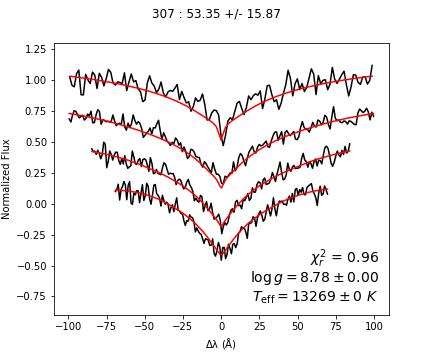 307 : 53.35 +/- 15.87
Normalized Flux
1.25
1.00
0.75
0.50
0.25
0.00
−0.25
−0.50
−0.75
χ²ᵣ = 0.96
log g = 8.78 ± 0.00
Teff = 13269 ± 0 K
−100 −75 −50 −25 0 25 50 75 100
Δλ (Å)